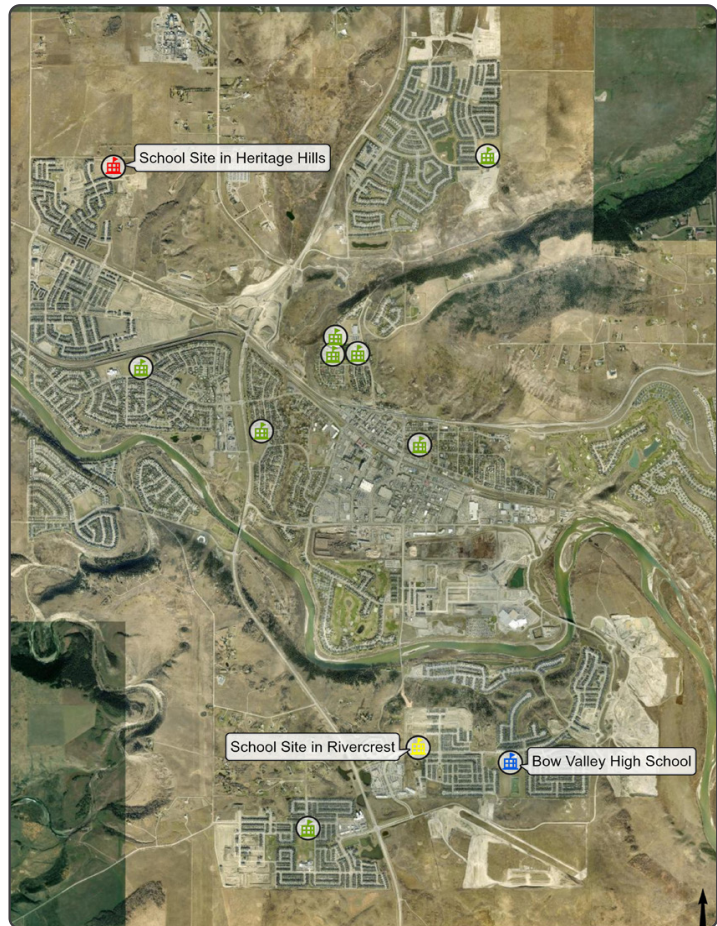 School Site in Heritage Hills
School Site in Rivercrest
Bow Valley High School